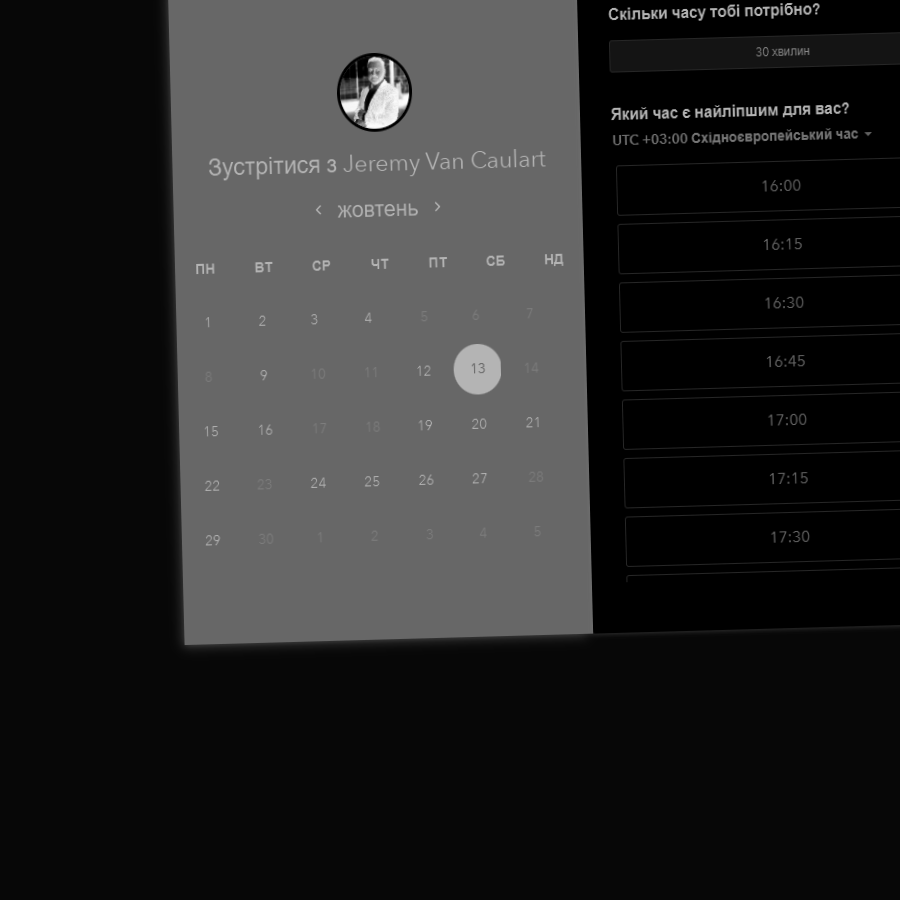 Зустрітися з Jeremy Van Caulart
‹ жовтень ›
ПН ВТ СР ЧТ ПТ СБ НД
1 2 3 4 5 6 7
8 9 10 11 12 13 14
15 16 17 18 19 20 21
22 23 24 25 26 27 28
29 30 1 2 3 4 5
Скільки часу тобі потрібно?
30 хвилин
Який час є найліпшим для вас?
UTC +03:00 Східноєвропейський час
16:00
16:15
16:30
16:45
17:00
17:15
17:30